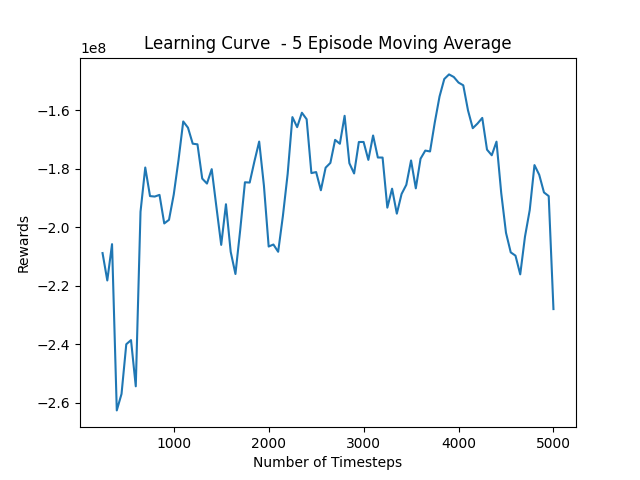 Learning Curve  - 5 Episode Moving Average
1e8
−1.6
−1.8
−2.0
−2.2
−2.4
−2.6
Rewards
1000 2000 3000 4000 5000
Number of Timesteps